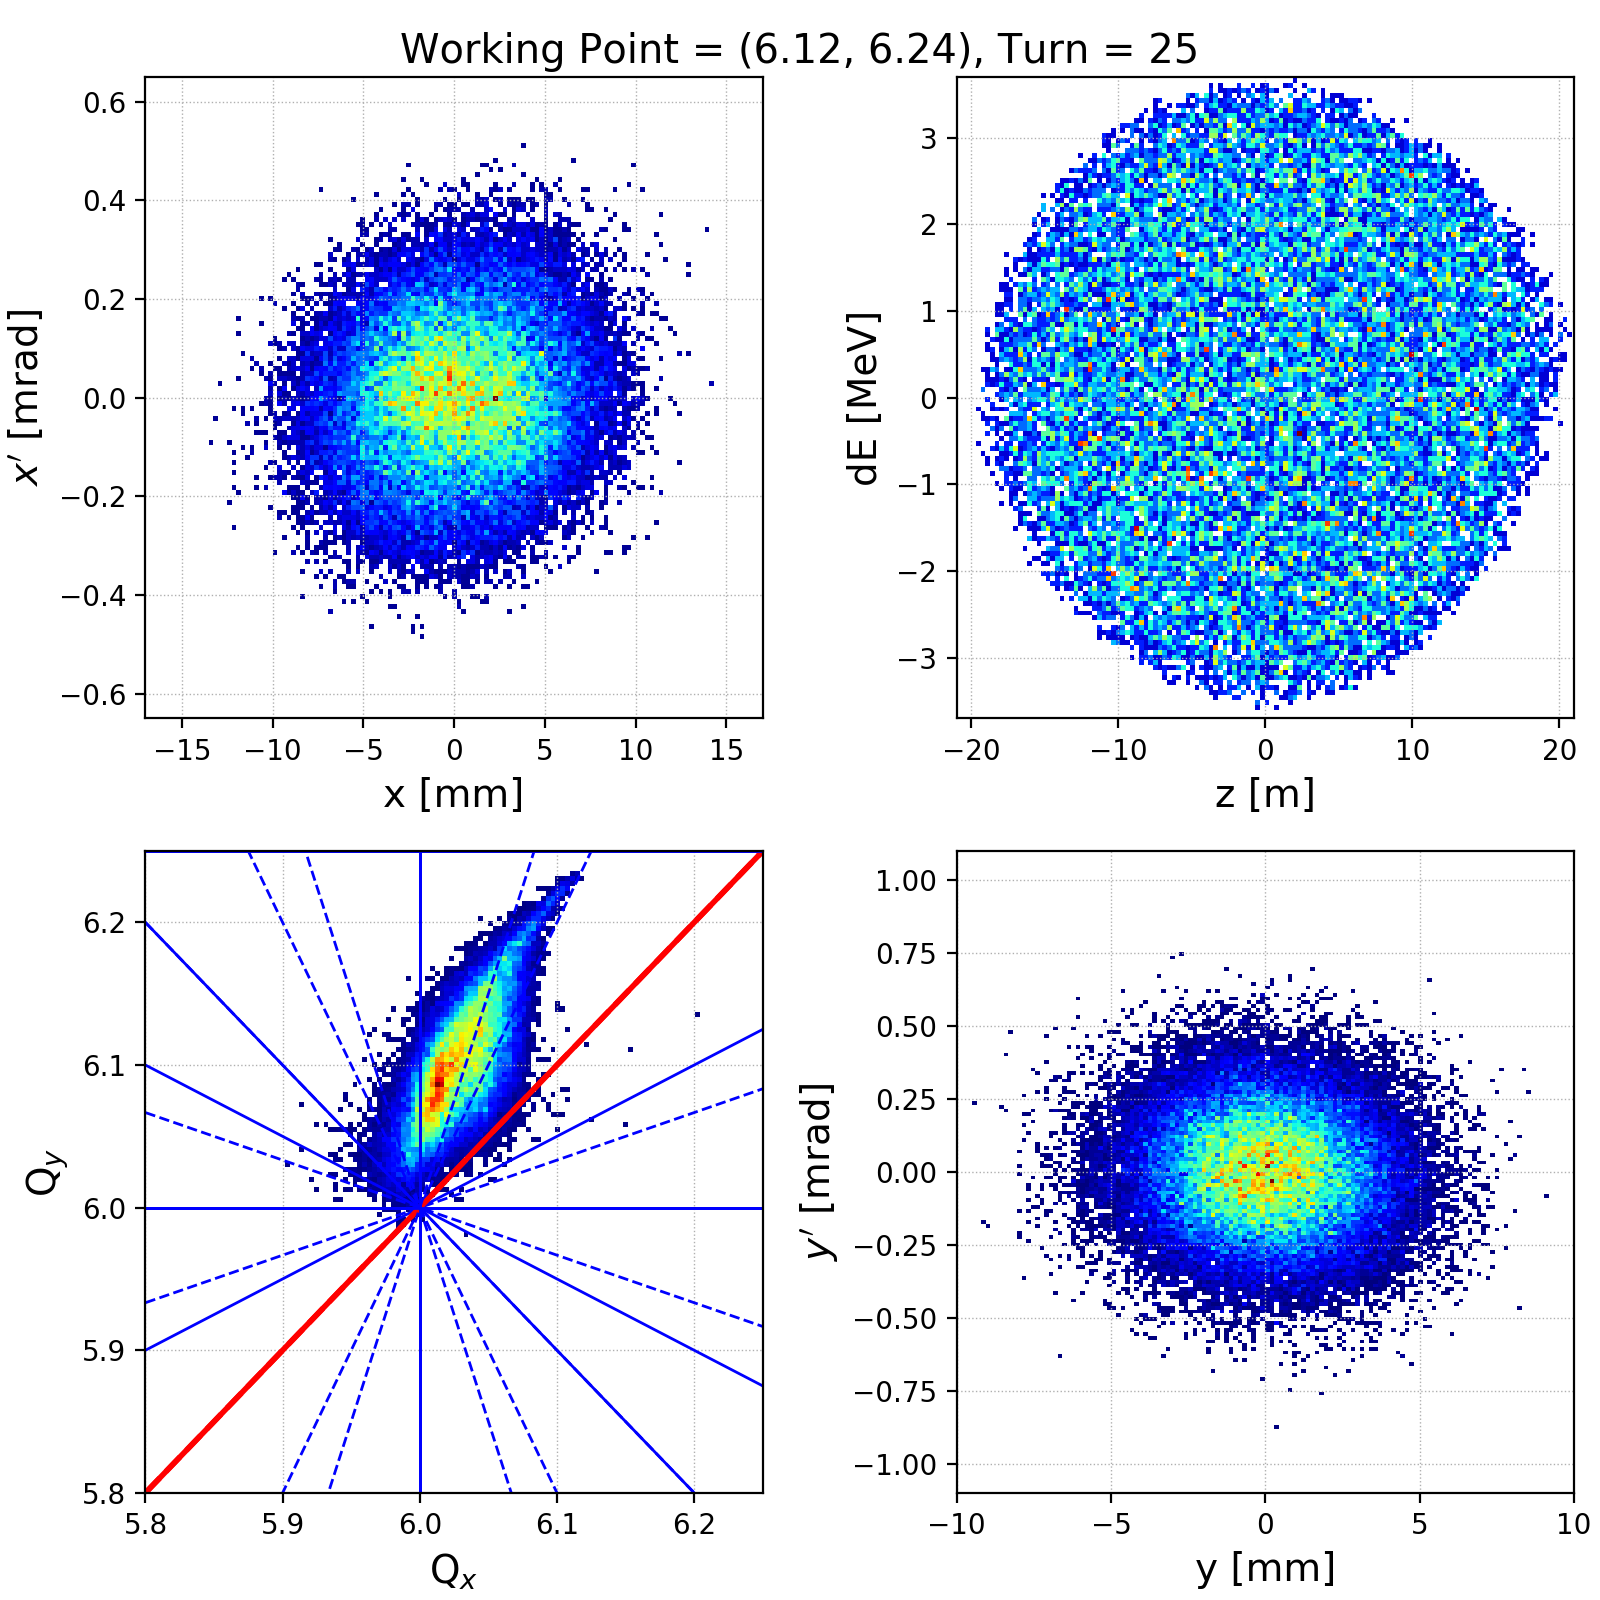 Working Point = (6.12, 6.24), Turn = 25
0.6
0.4
0.2
0.0
−0.2
−0.4
−0.6
x′ [mrad]
−15 −10 −5 0 5 10 15
x [mm]
3
2
1
0
−1
−2
−3
dE [MeV]
−20 −10 0 10 20
z [m]
6.2
6.1
6.0
5.9
5.8
Qy
5.8 5.9 6.0 6.1 6.2
Qx
1.00
0.75
0.50
0.25
0.00
−0.25
−0.50
−0.75
−1.00
y′ [mrad]
−10 −5 0 5 10
y [mm]